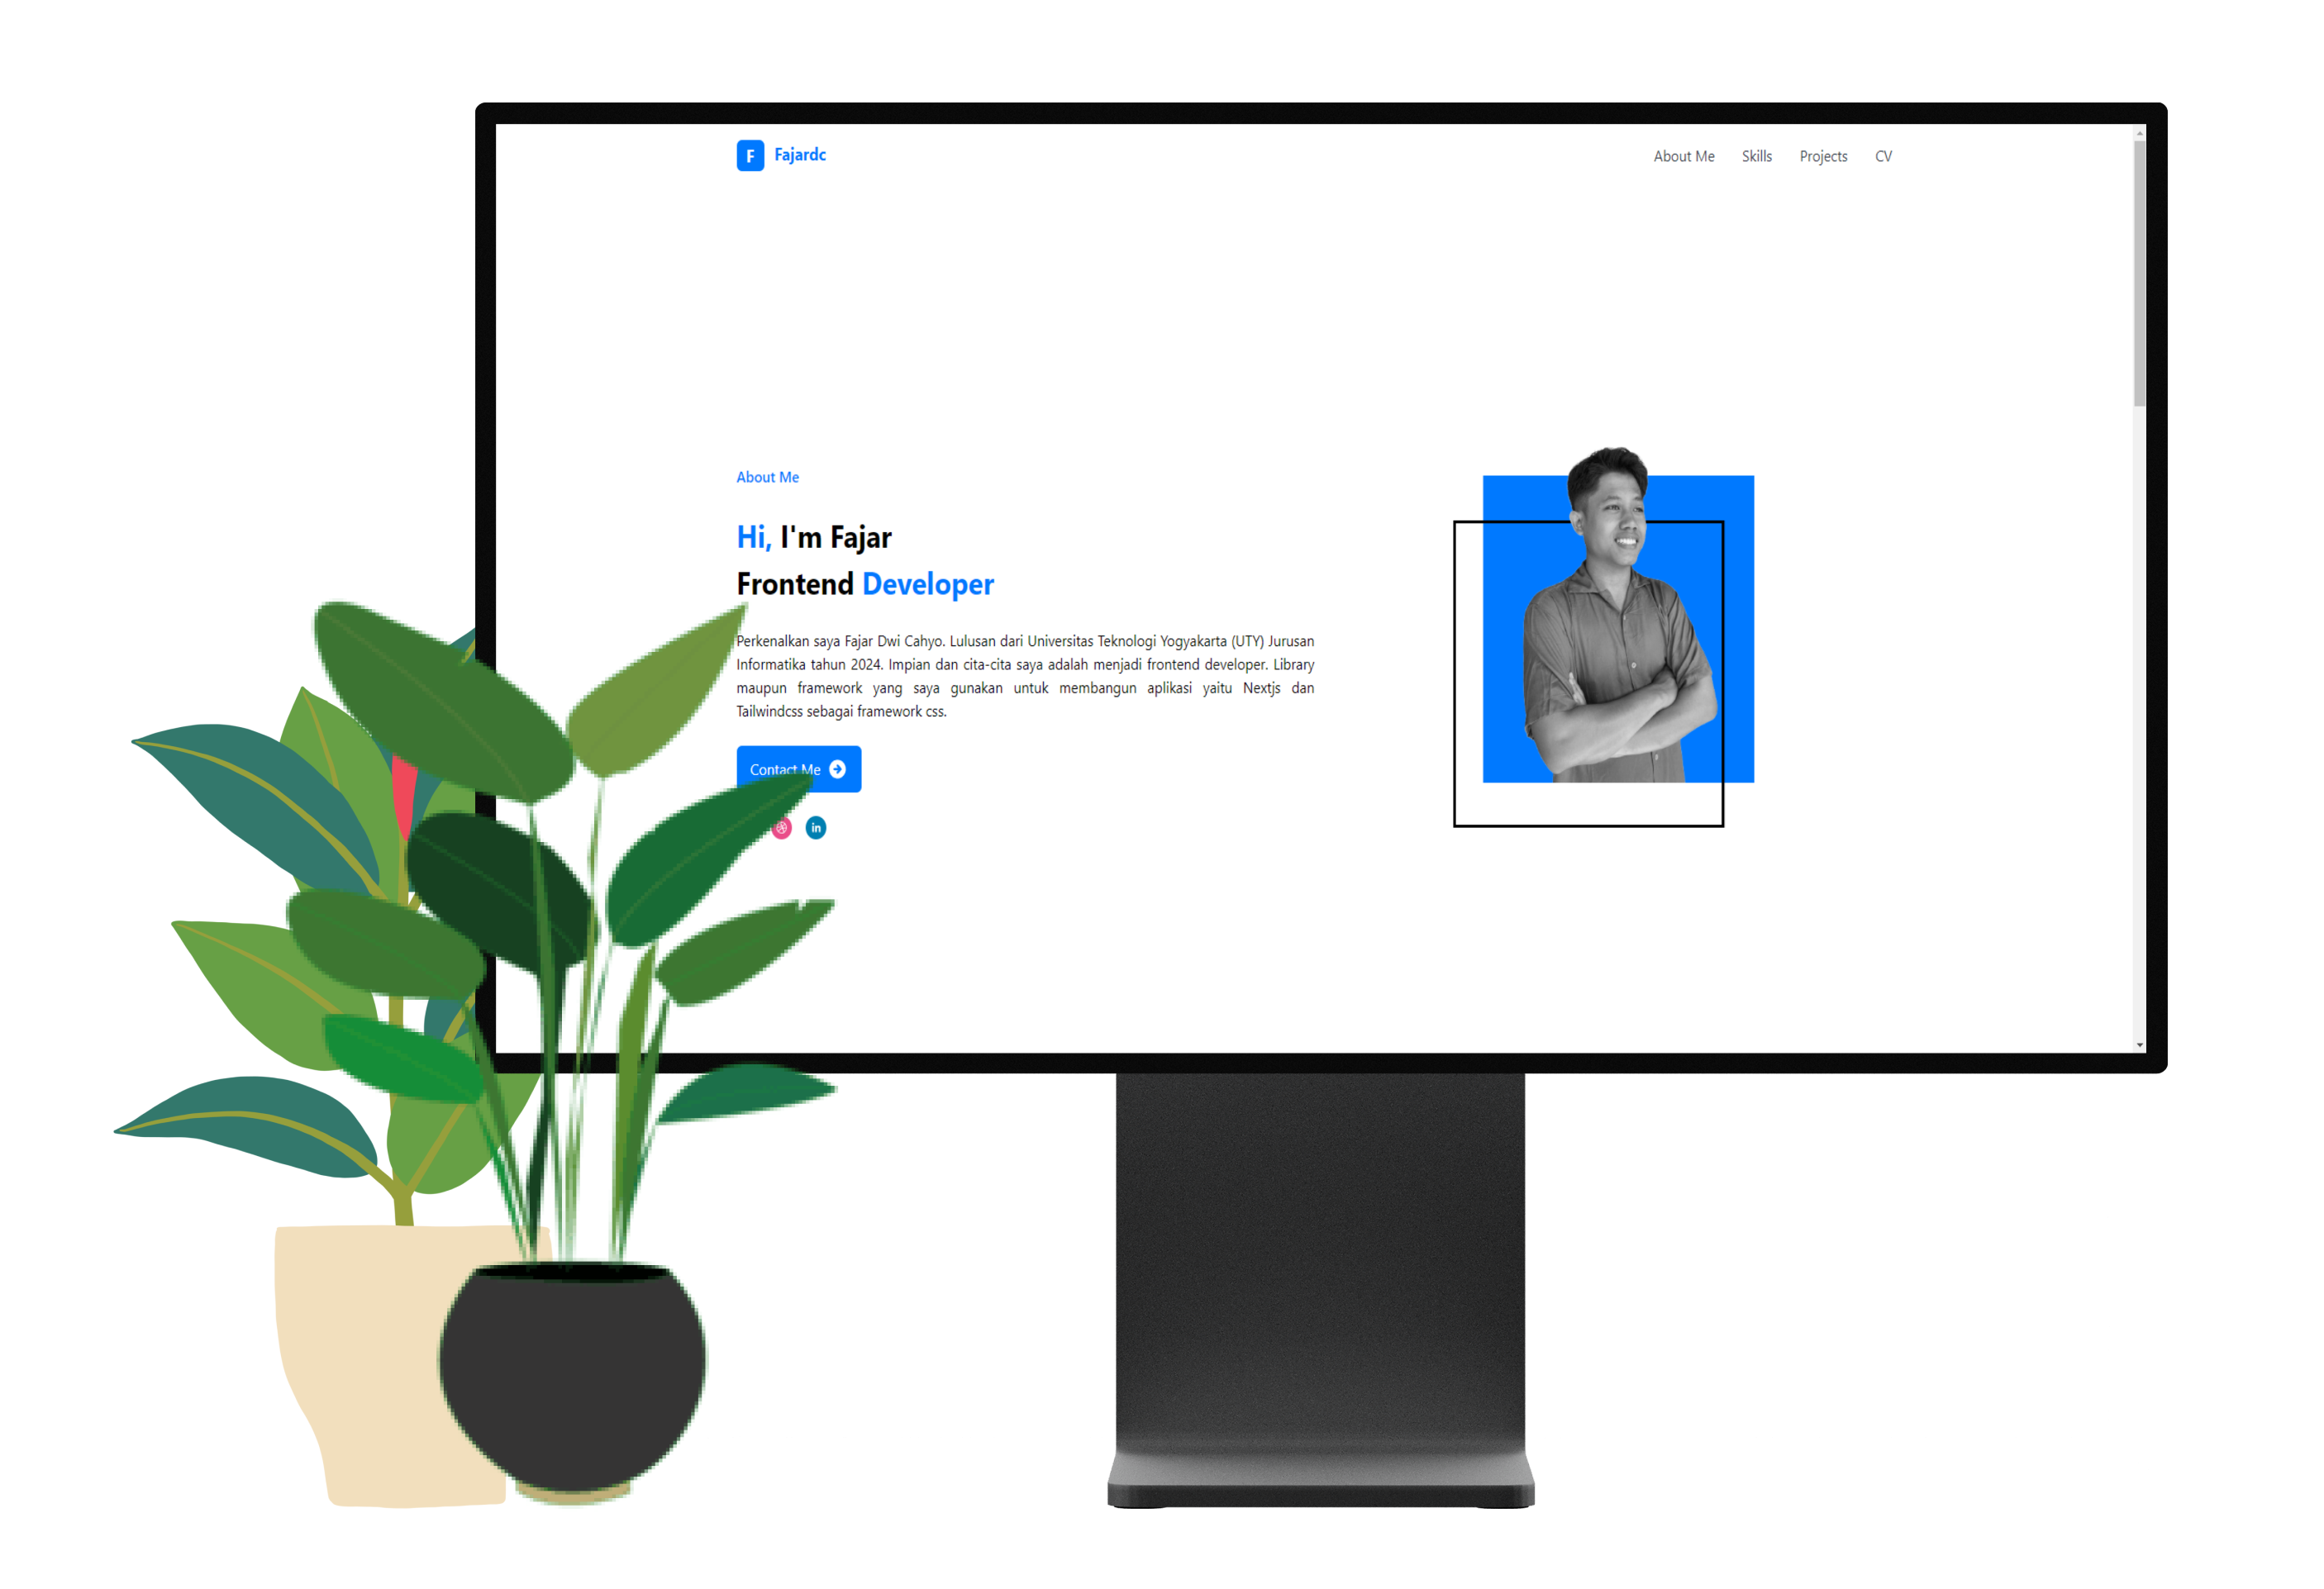 F Fajardc
About Me Skills Projects CV
About Me
Hi, I'm Fajar
Frontend Developer
Perkenalkan saya Fajar Dwi Cahyo. Lulusan dari Universitas Teknologi Yogyakarta (UTY) Jurusan
Informatika tahun 2024. Impian dan cita-cita saya adalah menjadi frontend developer. Library
maupun framework yang saya gunakan untuk membangun aplikasi yaitu Nextjs dan
Tailwindcss sebagai framework css.
Contact Me
in